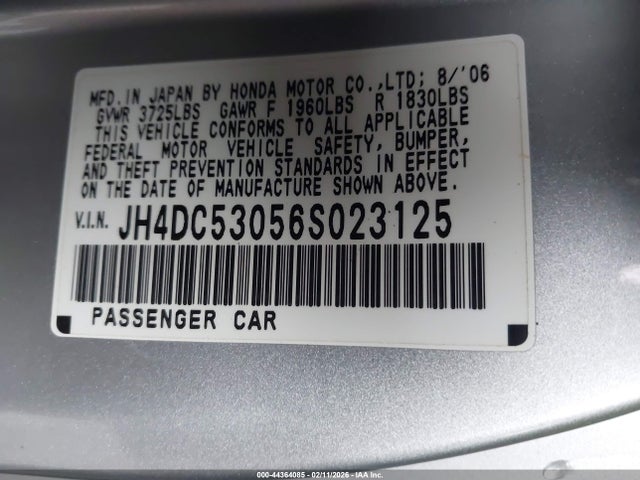 MFD. IN JAPAN BY HONDA MOTOR CO.,LTD; 8/'06
GVWR 3725LBS GAWR F 1960LBS R 1830LBS
THIS VEHICLE CONFORMS TO ALL APPLICABLE
FEDERAL MOTOR VEHICLE SAFETY, BUMPER,
AND THEFT PREVENTION STANDARDS IN EFFECT
ON THE DATE OF MANUFACTURE SHOWN ABOVE.
V.I.N. JH4DC53056S023125
PASSENGER CAR
000-44364085 - 02/11/2026 - IAA Inc.